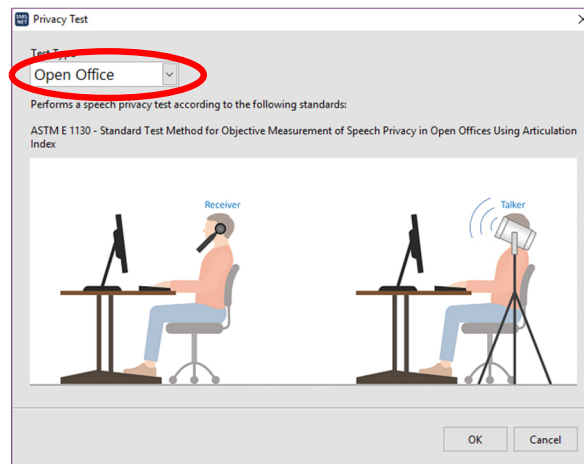 SMS
NET
Privacy Test
Test Type
Open Office
Performs a speech privacy test according to the following standards:
ASTM E 1130 - Standard Test Method for Objective Measurement of Speech Privacy in Open Offices Using Articulation
Index
Receiver
Talker
OK
Cancel